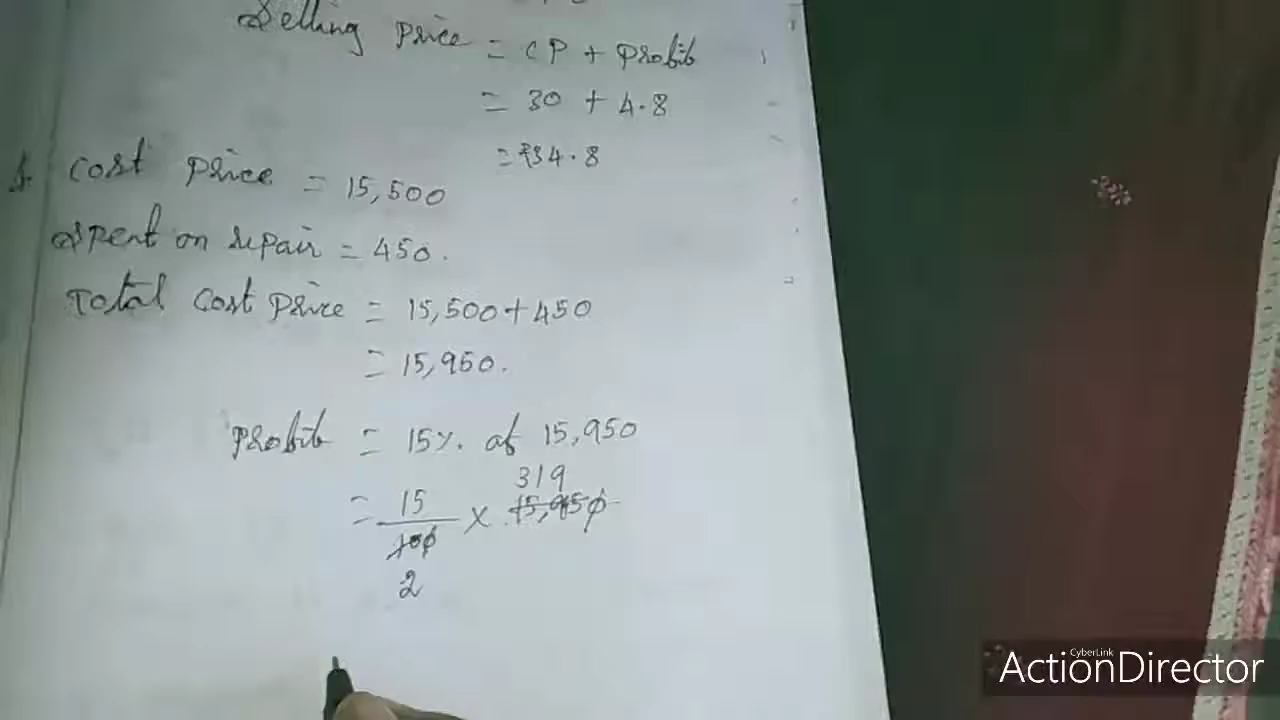 Selling Price = CP + Profit
= 30 + 4.8
= ₹34.8
Cost Price = 15,500
Spent on repair = 450.
Total Cost Price = 15,500 + 450
= 15,950.
Profit = 15%. of 15,950
319
= 15/100 × 15,950
2
CyberLink
ActionDirector